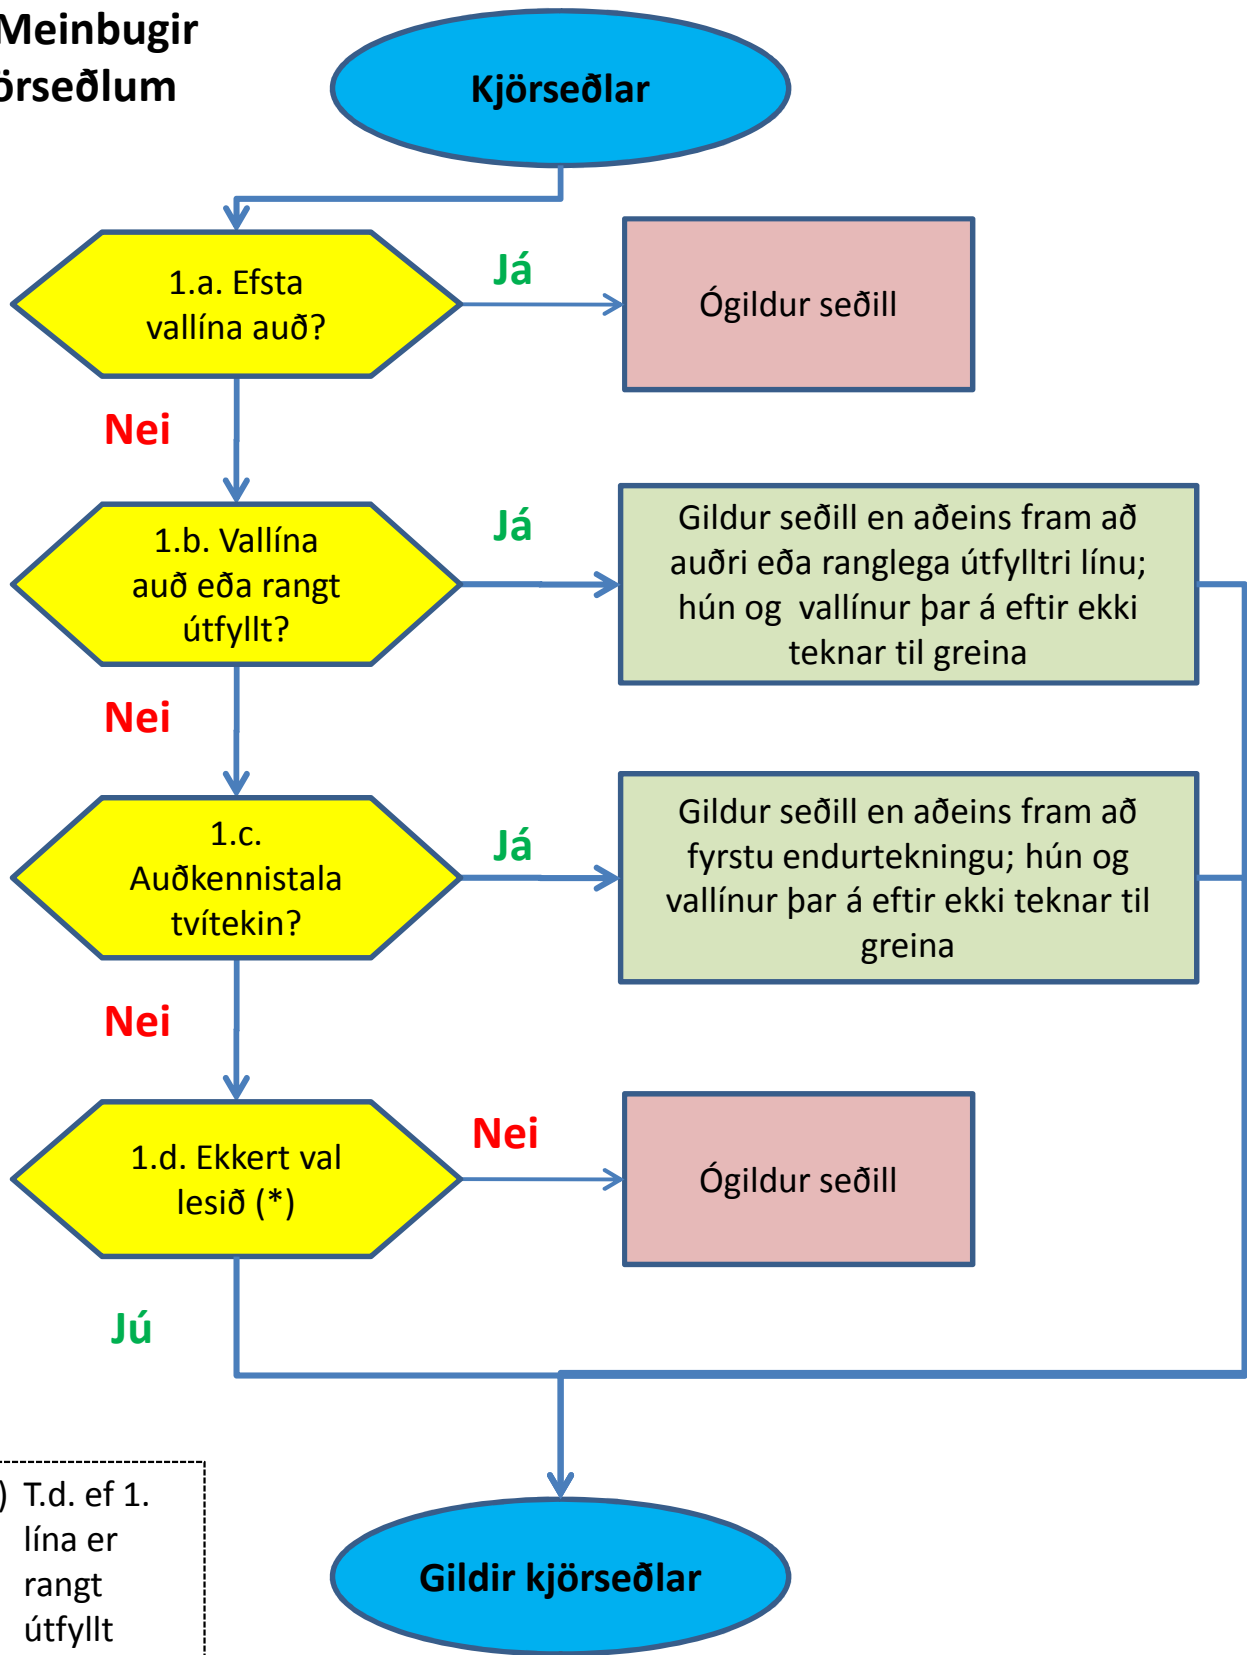 Meinbugir
örseðlum
Kjörseðlar
1.a. Efsta
vallína auð?
Já
Ógildur seðill
Nei
1.b. Vallína
auð eða rangt
útfyllt?
Já
Gildur seðill en aðeins fram að
auðri eða ranglega útfylltri línu;
hún og vallínur þar á eftir ekki
teknar til greina
Nei
1.c.
Auðkennistala
tvítekin?
Já
Gildur seðill en aðeins fram að
fyrstu endurtekningu; hún og
vallínur þar á eftir ekki teknar til
greina
Nei
1.d. Ekkert val
lesið (*)
Nei
Ógildur seðill
Jú
) T.d. ef 1.
lína er
rangt
útfyllt
Gildir kjörseðlar